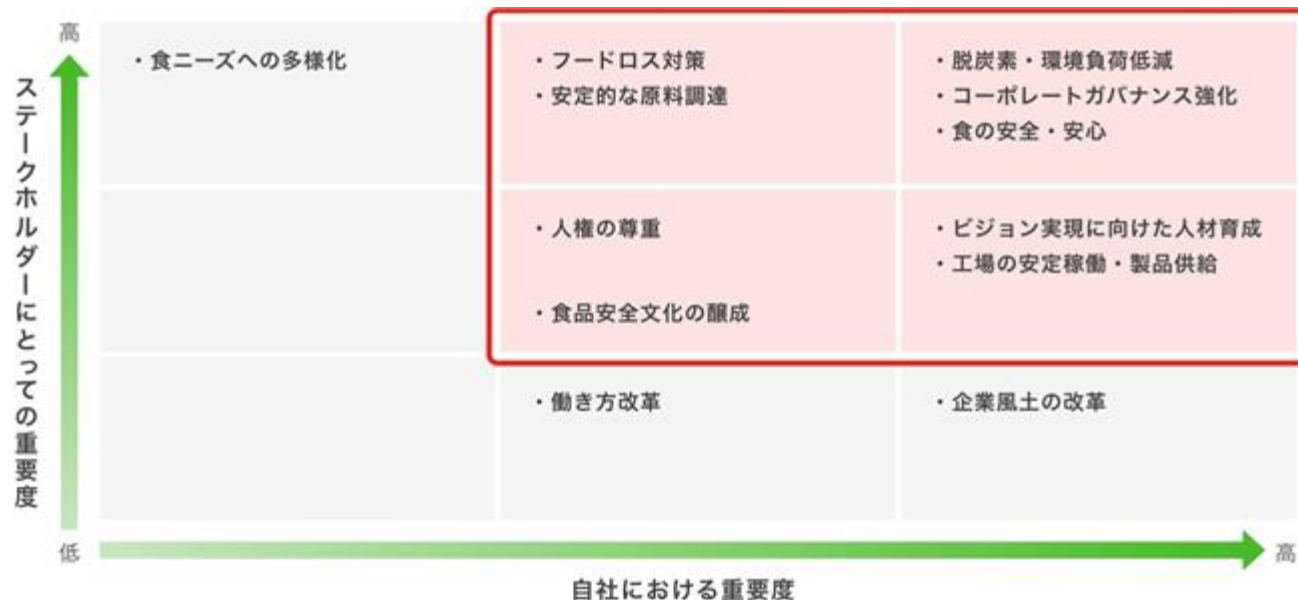 高
ステークホルダーにとっての重要度
・食ニーズへの多様化
・フードロス対策
・安定的な原料調達
・脱炭素・環境負荷低減
・コーポレートガバナンス強化
・食の安全・安心
・人権の尊重
・食品安全文化の醸成
・ビジョン実現に向けた人材育成
・工場の安定稼働・製品供給
・働き方改革
・企業風土の改革
低
高
自社における重要度